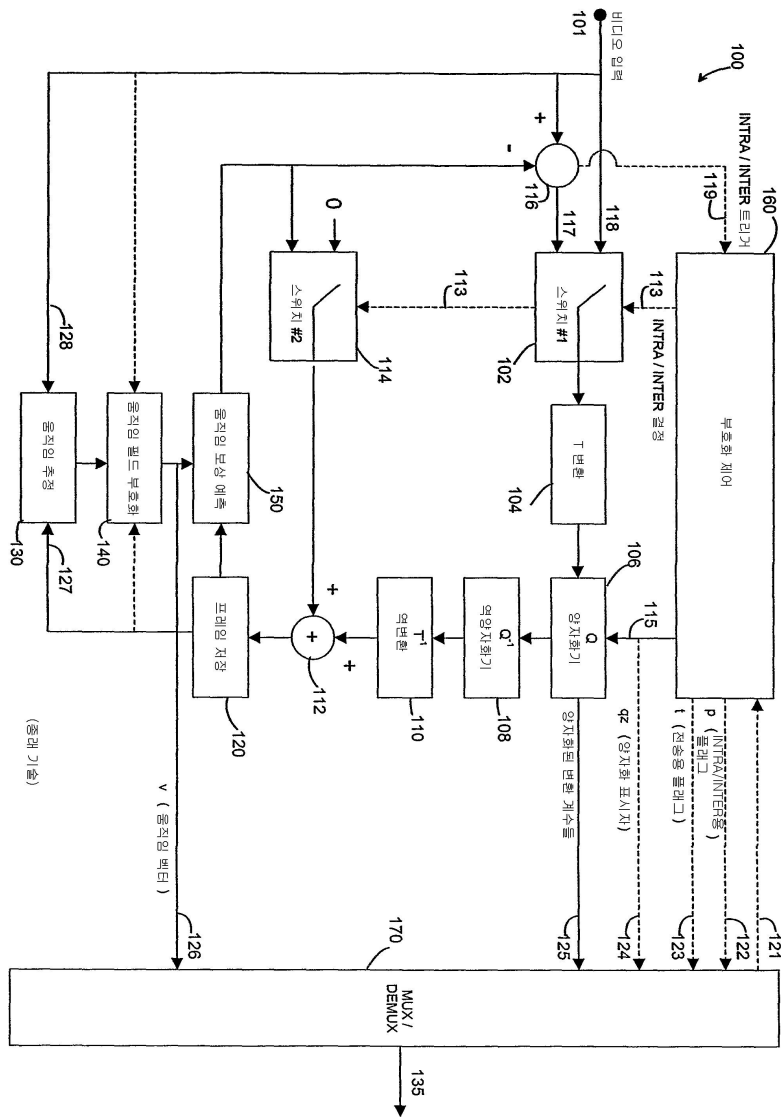 100
INTRA / INTER 트리거
160
부호화 제어
121
119
122
p (INTRA/INTER용
플래그
123
t (전송용 플래그)
113
INTRA / INTER 결정
115
124
qz (양자화 표시자)
비디오 입력
101
118
117
116
+
-
스위치 #1
102
T 변환
104
106
Q
양자화기
양자화된 변환 계수들
125
113
Q-1
역양자화기
108
T-1
역변환
110
0
스위치 #2
114
+
+
+
112
170
MUX /
DEMUX
135
움직임 보상 예측
150
프레임 저장
120
움직임 필드 부호화
140
128
움직임 추정
130
127
v ( 움직임 벡터 )
126
(종래 기술)